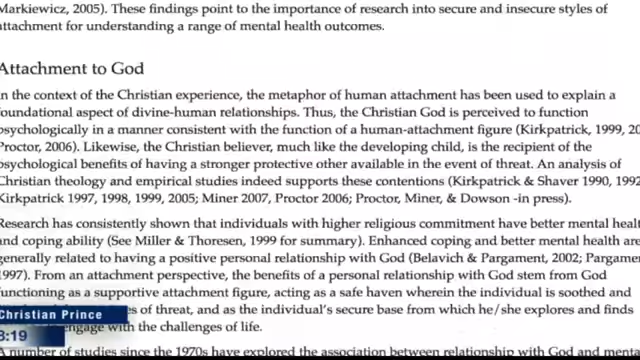 Markiewicz, 2005). These findings point to the importance of research into secure and insecure styles of
attachment for understanding a range of mental health outcomes.
Attachment to God
n the context of the Christian experience, the metaphor of human attachment has been used to explain a
foundational aspect of divine-human relationships. Thus, the Christian God is perceived to function
psychologically in a manner consistent with the function of a human-attachment figure (Kirkpatrick, 1999, 20
Proctor, 2006). Likewise, the Christian believer, much like the developing child, is the recipient of the
psychological benefits of having a stronger protective other available in the event of threat. An analysis of
Christian theology and empirical studies indeed supports these contentions (Kirkpatrick & Shaver 1990, 1992
Kirkpatrick 1997, 1998, 1999, 2005; Miner 2007, Proctor 2006; Proctor, Miner, & Dowson -in press).
Research has consistently shown that individuals with higher religious commitment have better mental healt
and coping ability (See Miller & Thoresen, 1999 for summary). Enhanced coping and better mental health are
generally related to having a positive personal relationship with God (Belavich & Pargament, 2002; Pargamen
1997). From an attachment perspective, the benefits of a personal relationship with God stem from God
functioning as a supportive attachment figure, acting as a safe haven wherein the individual is soothed and
es of threat, and as the individual's secure base from which he/she explores and finds
engage with the challenges of life.
Christian Prince
8:19
A number of studies since the 1970s have explored the association between relationship with God and menta